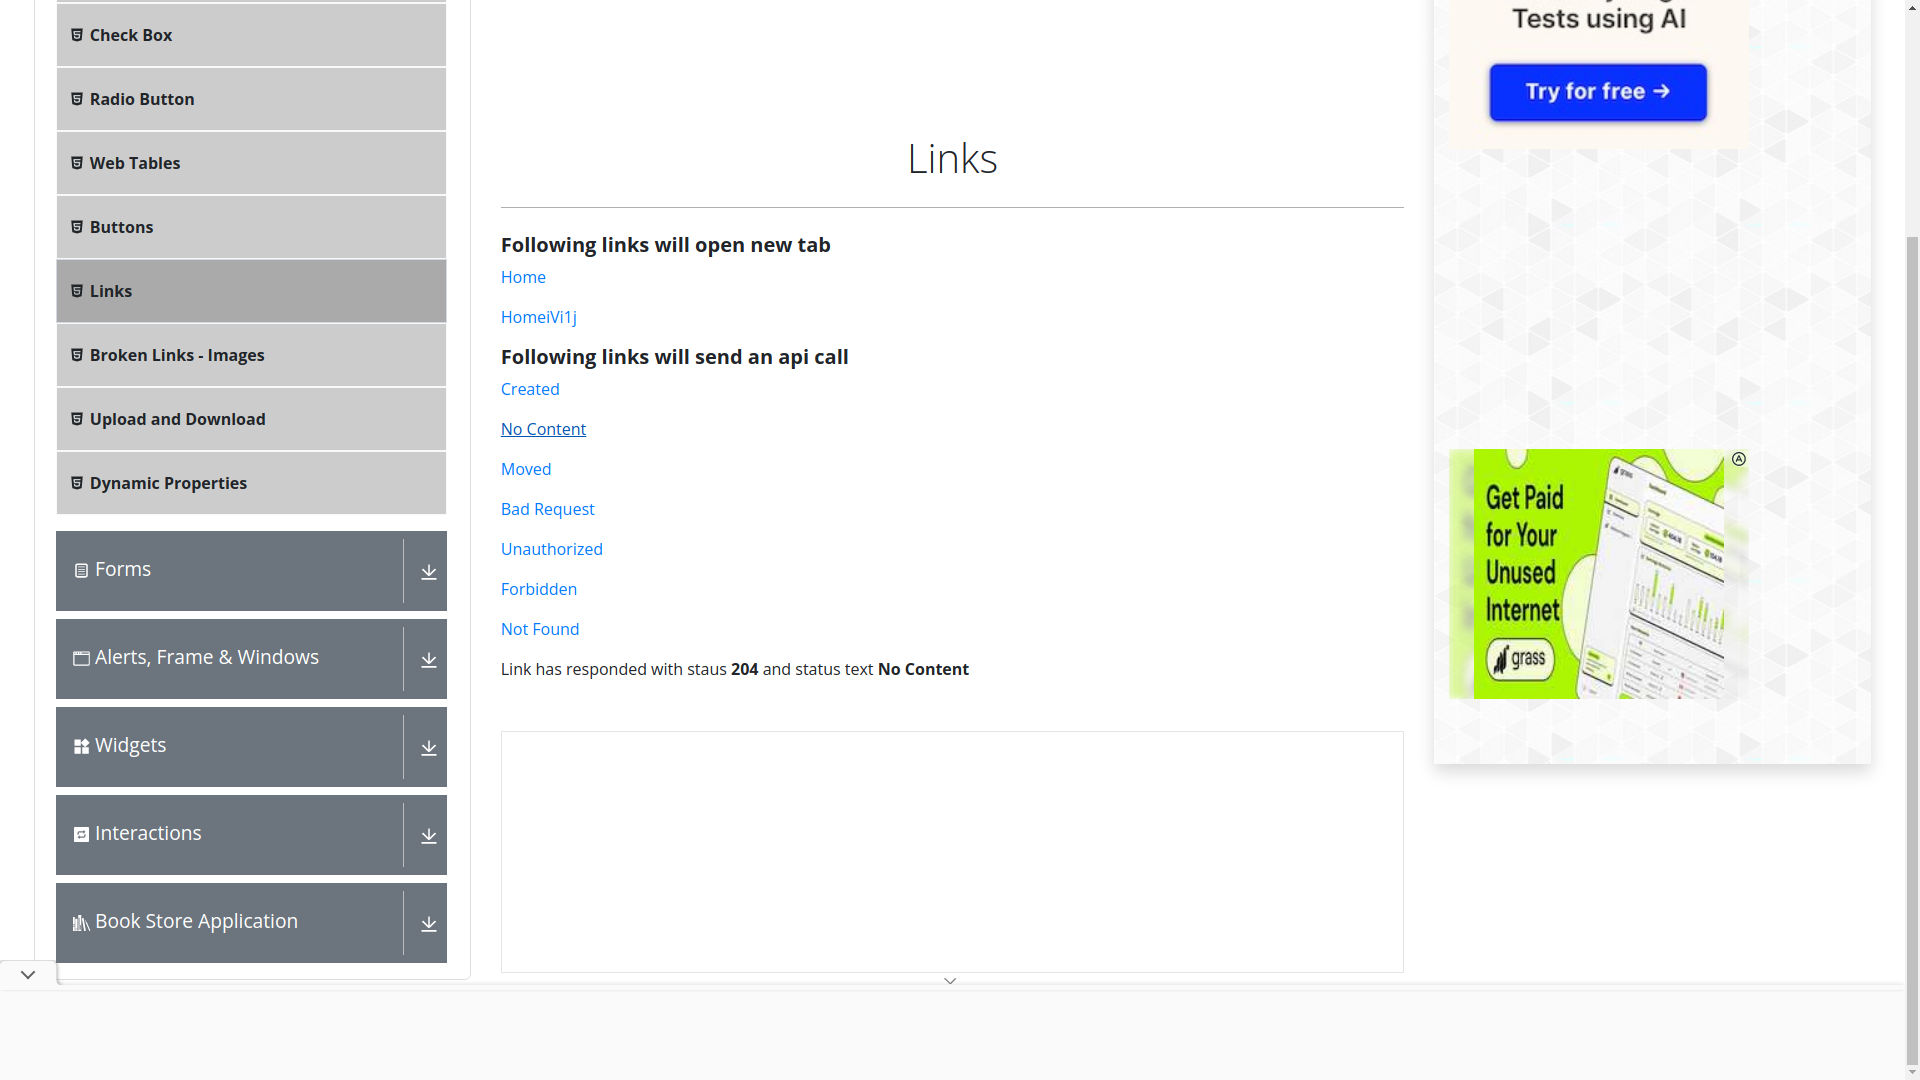 Check Box
Radio Button
Web Tables
Buttons
Links
Broken Links - Images
Upload and Download
Dynamic Properties
Forms
Alerts, Frame & Windows
Widgets
Interactions
Book Store Application
Links
Following links will open new tab
Home
HomeiVi1j
Following links will send an api call
Created
No Content
Moved
Bad Request
Unauthorized
Forbidden
Not Found
Link has responded with staus 204 and status text No Content
Tests using AI
Try for free →
Get Paid
for Your
Unused
Internet
grass